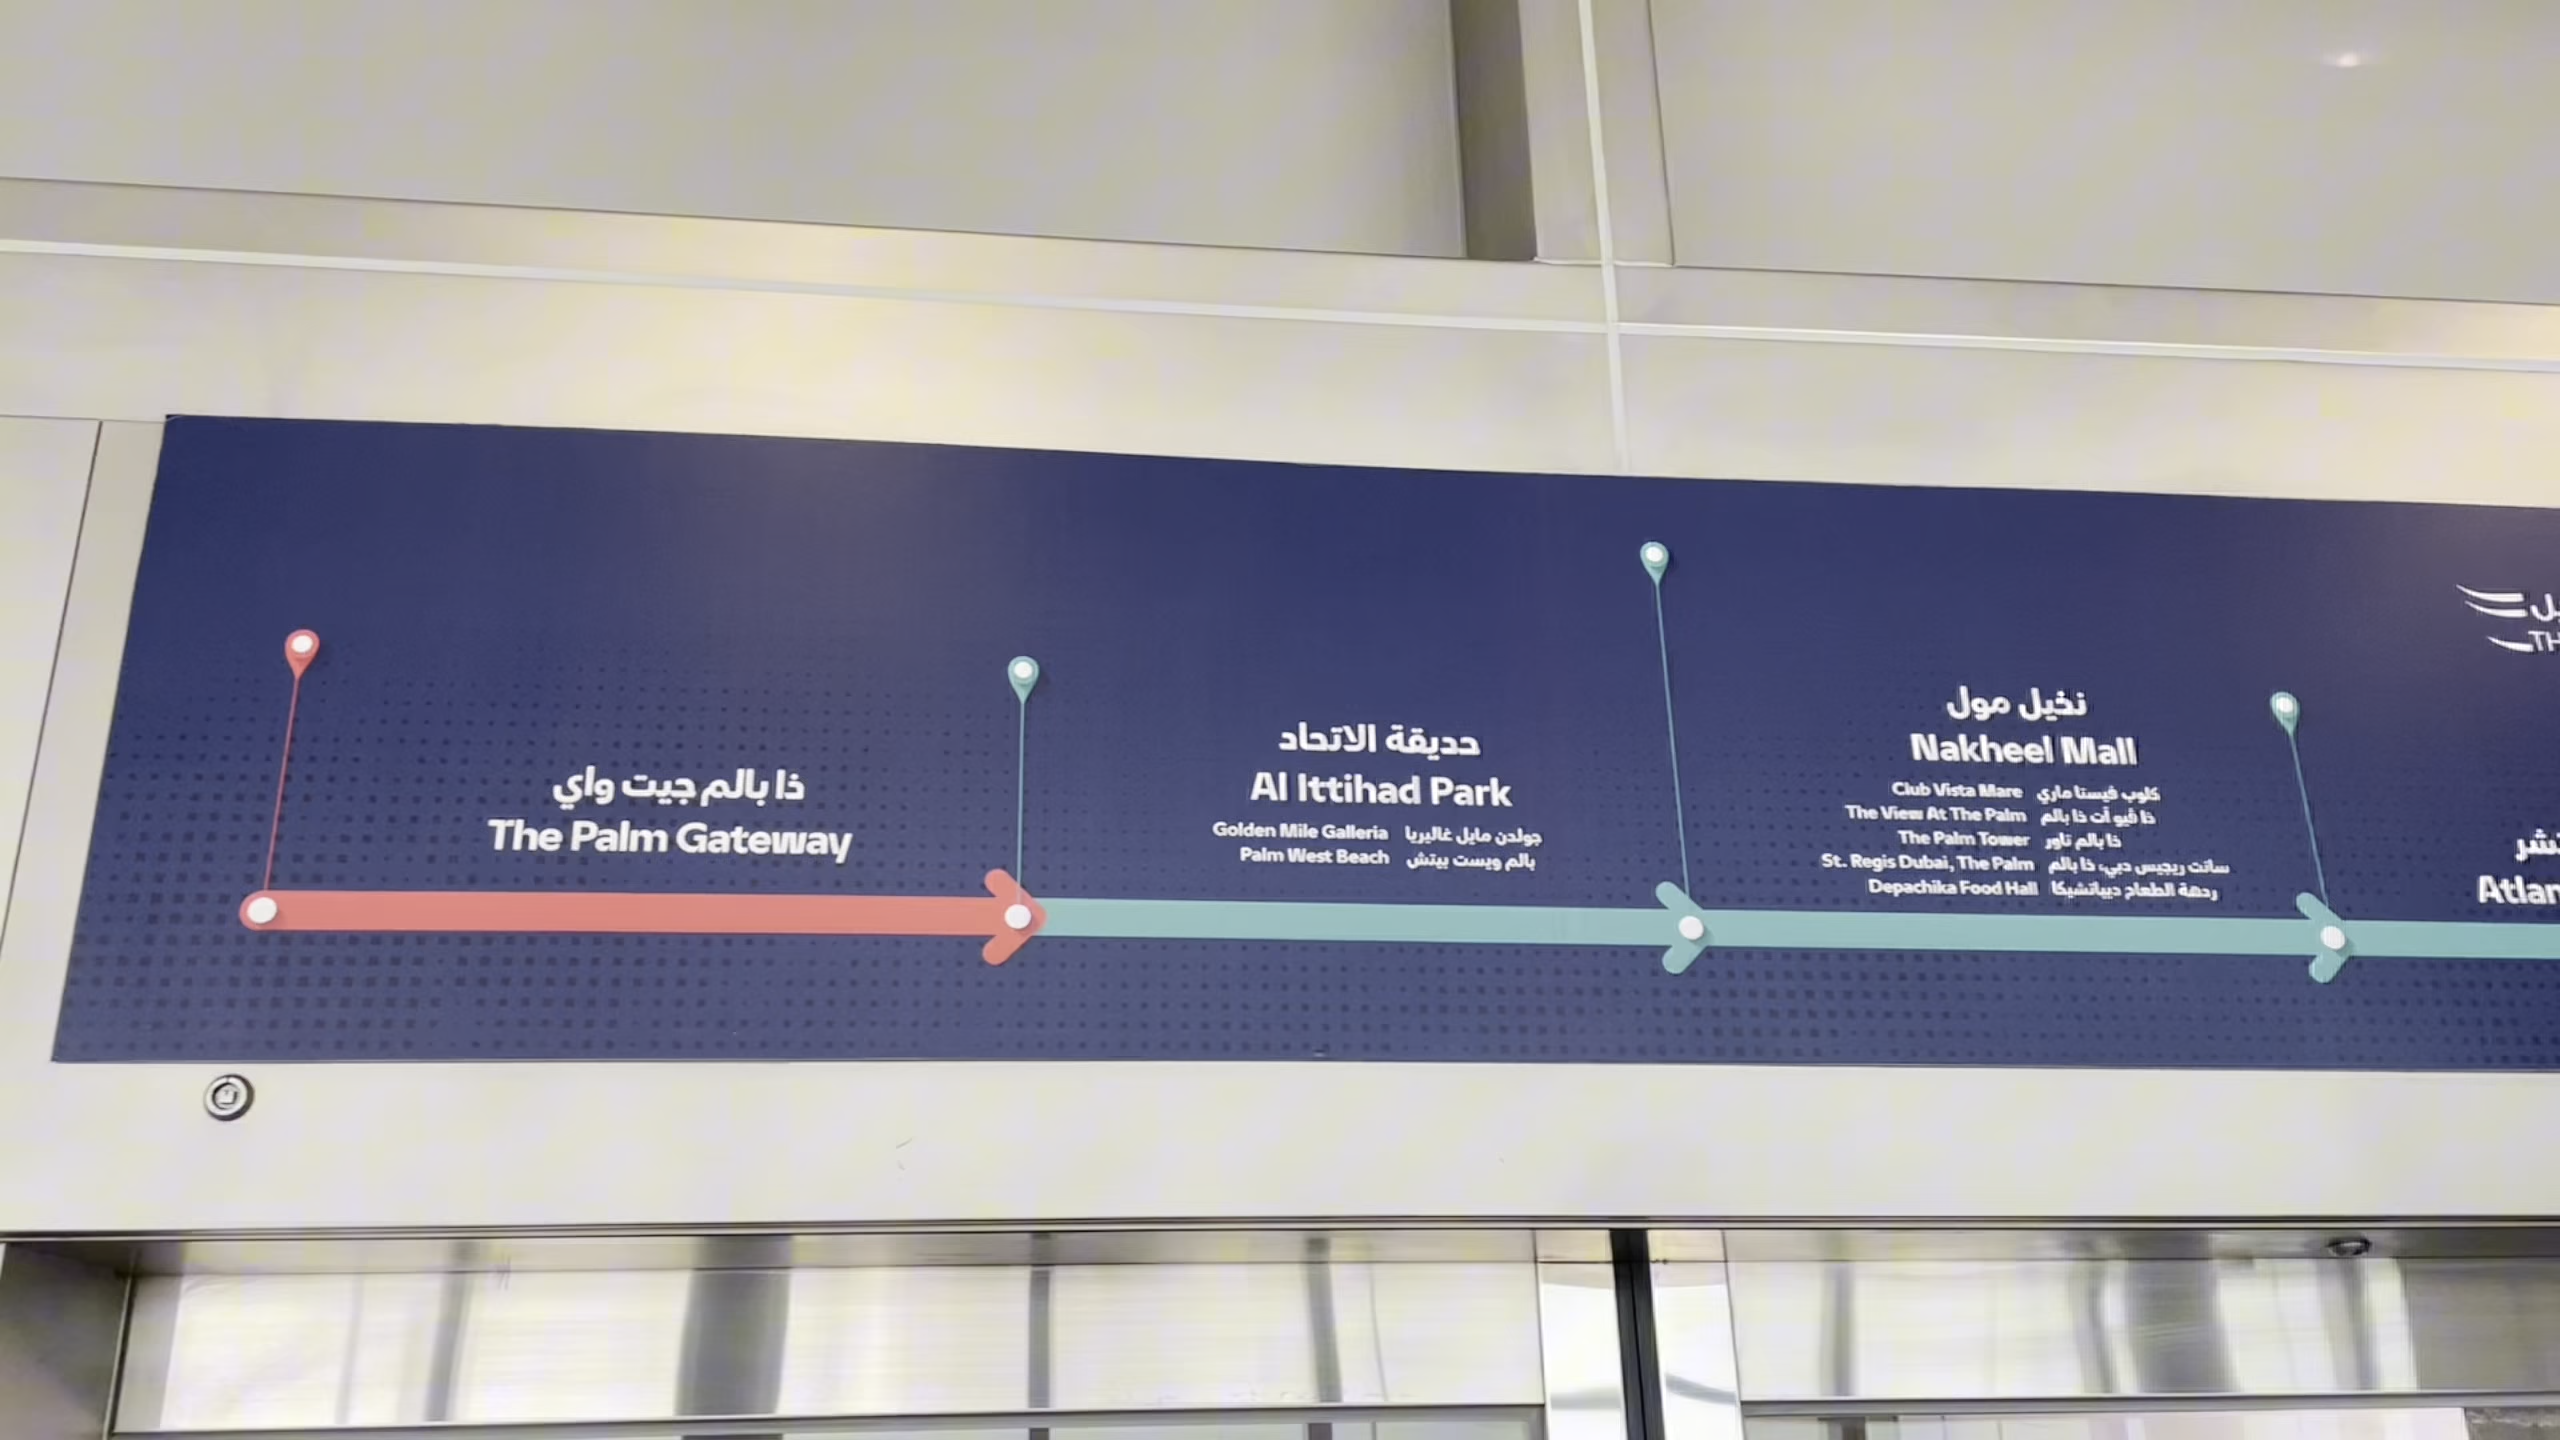 ذا بالم جيت واي
The Palm Gateway
حديقة الاتحاد
Al Ittihad Park
Golden Mile Galleria جولدن مايل غاليريا
Palm West Beach بالم ويست بيتش
نخيل مول
Nakheel Mall
Club Vista Mare كلوب فيستا ماري
The View At The Palm ذا ڤيو آت ذا بالم
The Palm Tower ذا بالم تاور
St. Regis Dubai, The Palm سانت ريجيس دبي، ذا بالم
Depachika Food Hall ردهة الطعام ديباتشيكا